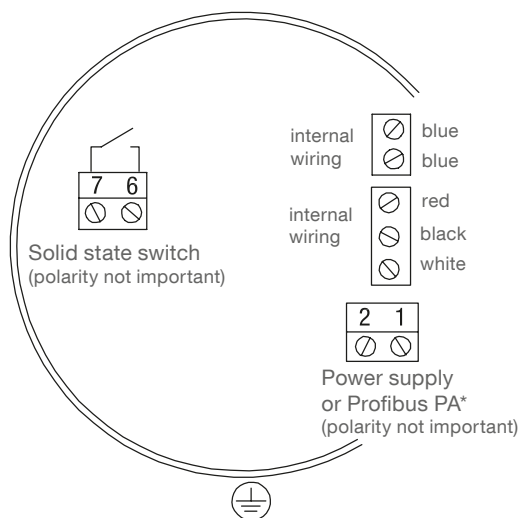 internal
wiring
blue
blue
7 6
Solid state switch
(polarity not important)
internal
wiring
red
black
white
2 1
Power supply
or Profibus PA*
(polarity not important)